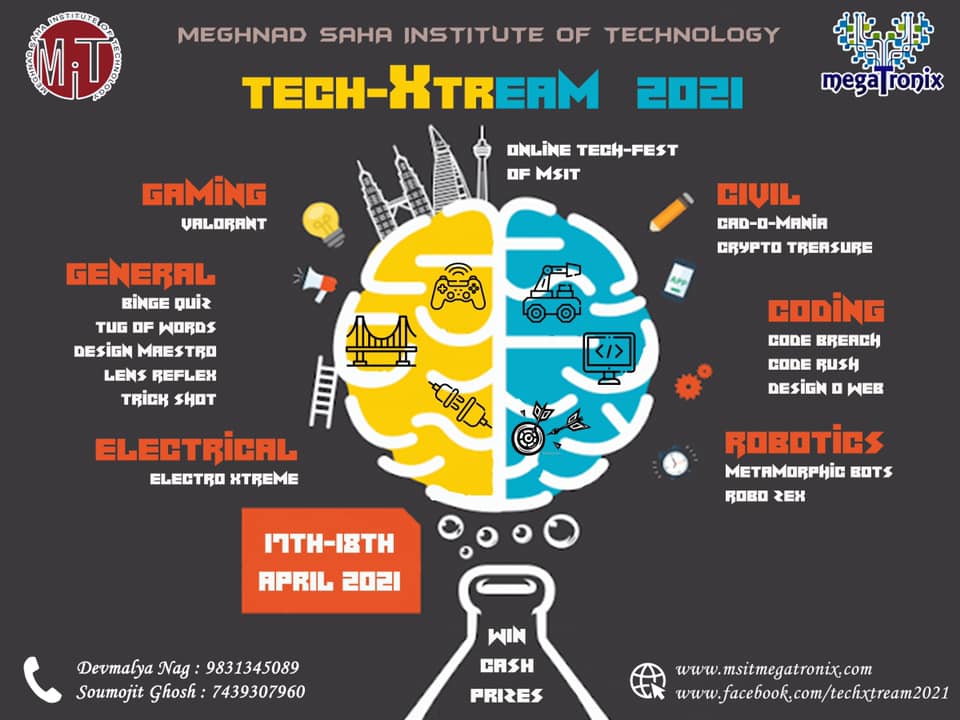 MEGHNAD SAHA INSTITUTE OF TECHNOLOGY
MEGHNAD SAHA INSTITUTE OF TECHNOLOGY
MiT
megaTronix
TECH-XTREAM 2021
ONLINE TECH-FEST
OF MSIT
GAMING
VALORANT
GENERAL
BINGE QUIZ
TUG OF WORDS
DESIGN MAESTRO
LENS REFLEX
TRICK SHOT
ELECTRICAL
ELECTRO XTREME
CIVIL
CAD-O-MANIA
CRYPTO TREASURE
APP
CODING
CODE BREACH
CODE RUSH
DESIGN O WEB
ROBOTICS
METAMORPHIC BOTS
ROBO REX
</>
17TH-18TH
APRIL 2021
WIN
CASH
PRIZES
Devmalya Nag : 9831345089
Soumojit Ghosh : 7439307960
www.msitmegatronix.com
www.facebook.com/techxtream2021